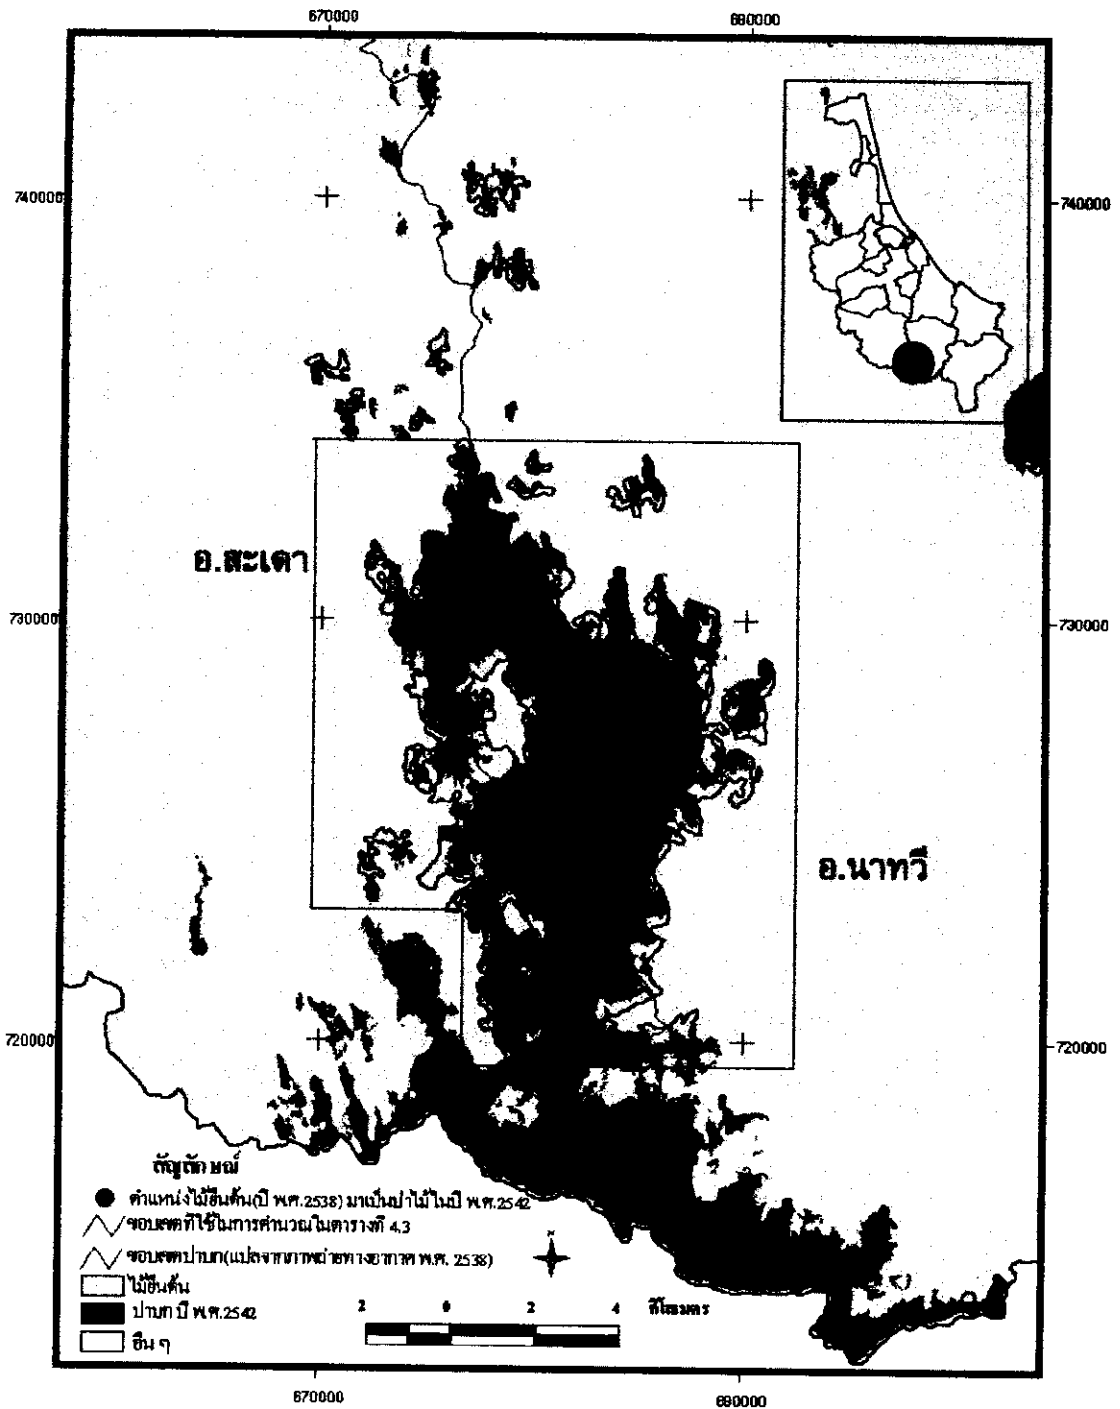 670000
680000
740000
740000
อ.สะเดา
730000
730000
อ.นาทวี
720000
720000
สัญลักษณ์
ตำแหน่งไม้ยืนต้น(ปี พ.ศ.2538) มาเป็นป่าไม้ในปี พ.ศ.2542
ขอบเขตที่ใช้ในการคำนวณในตารางที่ 4.3
ขอบเขตป่าบก(แปลจากภาพถ่ายทางอากาศ พ.ศ. 2538)
ไม้ยืนต้น
ป่าบก ปี พ.ศ.2542
อื่น ๆ
2 0 2 4 กิโลเมตร
N
670000
680000